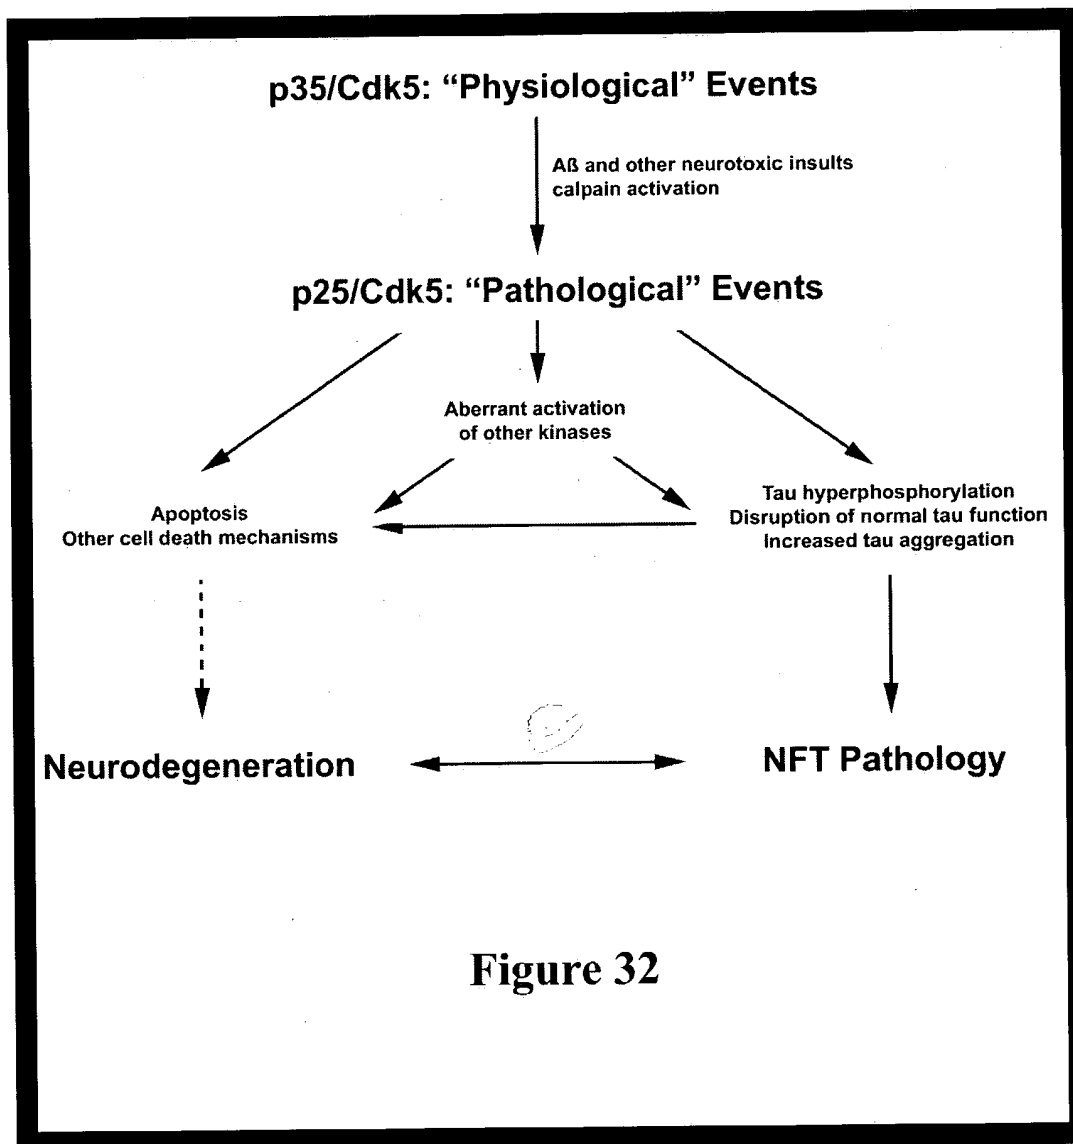 p35/Cdk5: “Physiological” Events
Aß and other neurotoxic insults
calpain activation
p25/Cdk5: “Pathological” Events
Aberrant activation
of other kinases
Apoptosis
Other cell death mechanisms
Tau hyperphosphorylation
Disruption of normal tau function
Increased tau aggregation
Neurodegeneration
NFT Pathology
Figure 32